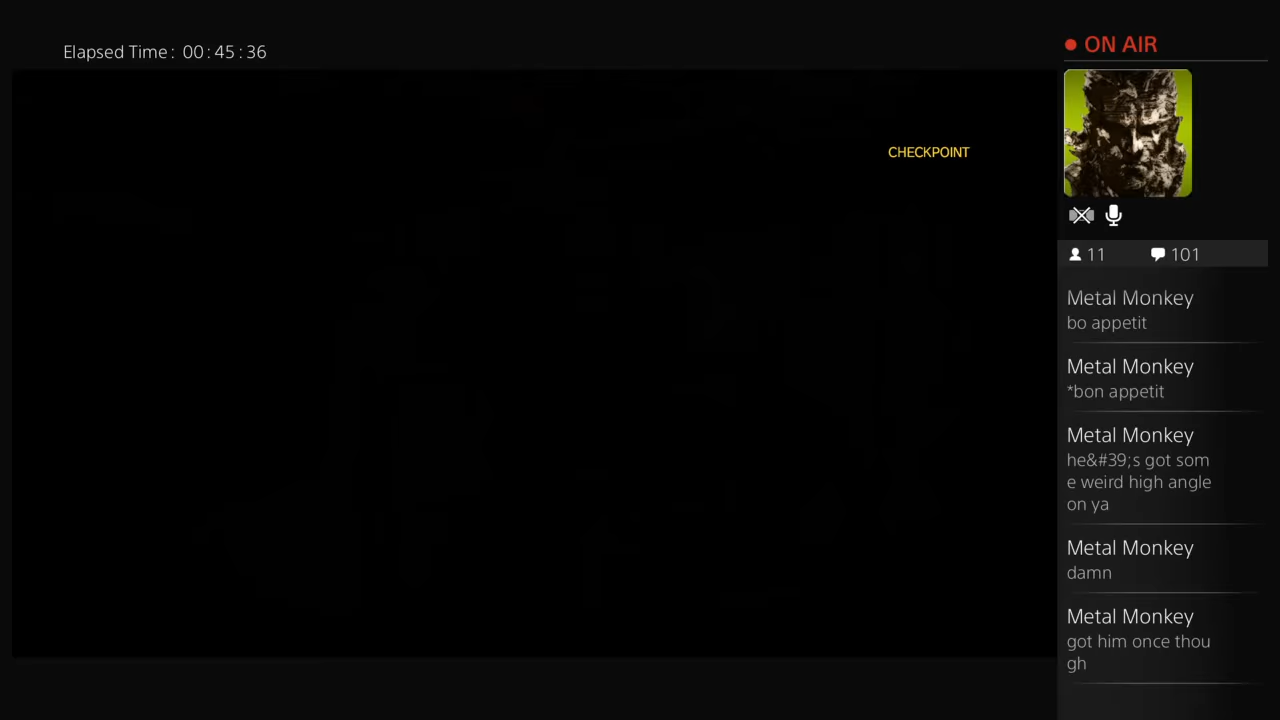 Elapsed Time: 00:45:36
ON AIR
CHECKPOINT
11 101
Metal Monkey
bo appetit
Metal Monkey
*bon appetit
Metal Monkey
he&#39;s got som
e weird high angle
on ya
Metal Monkey
damn
Metal Monkey
got him once thou
gh